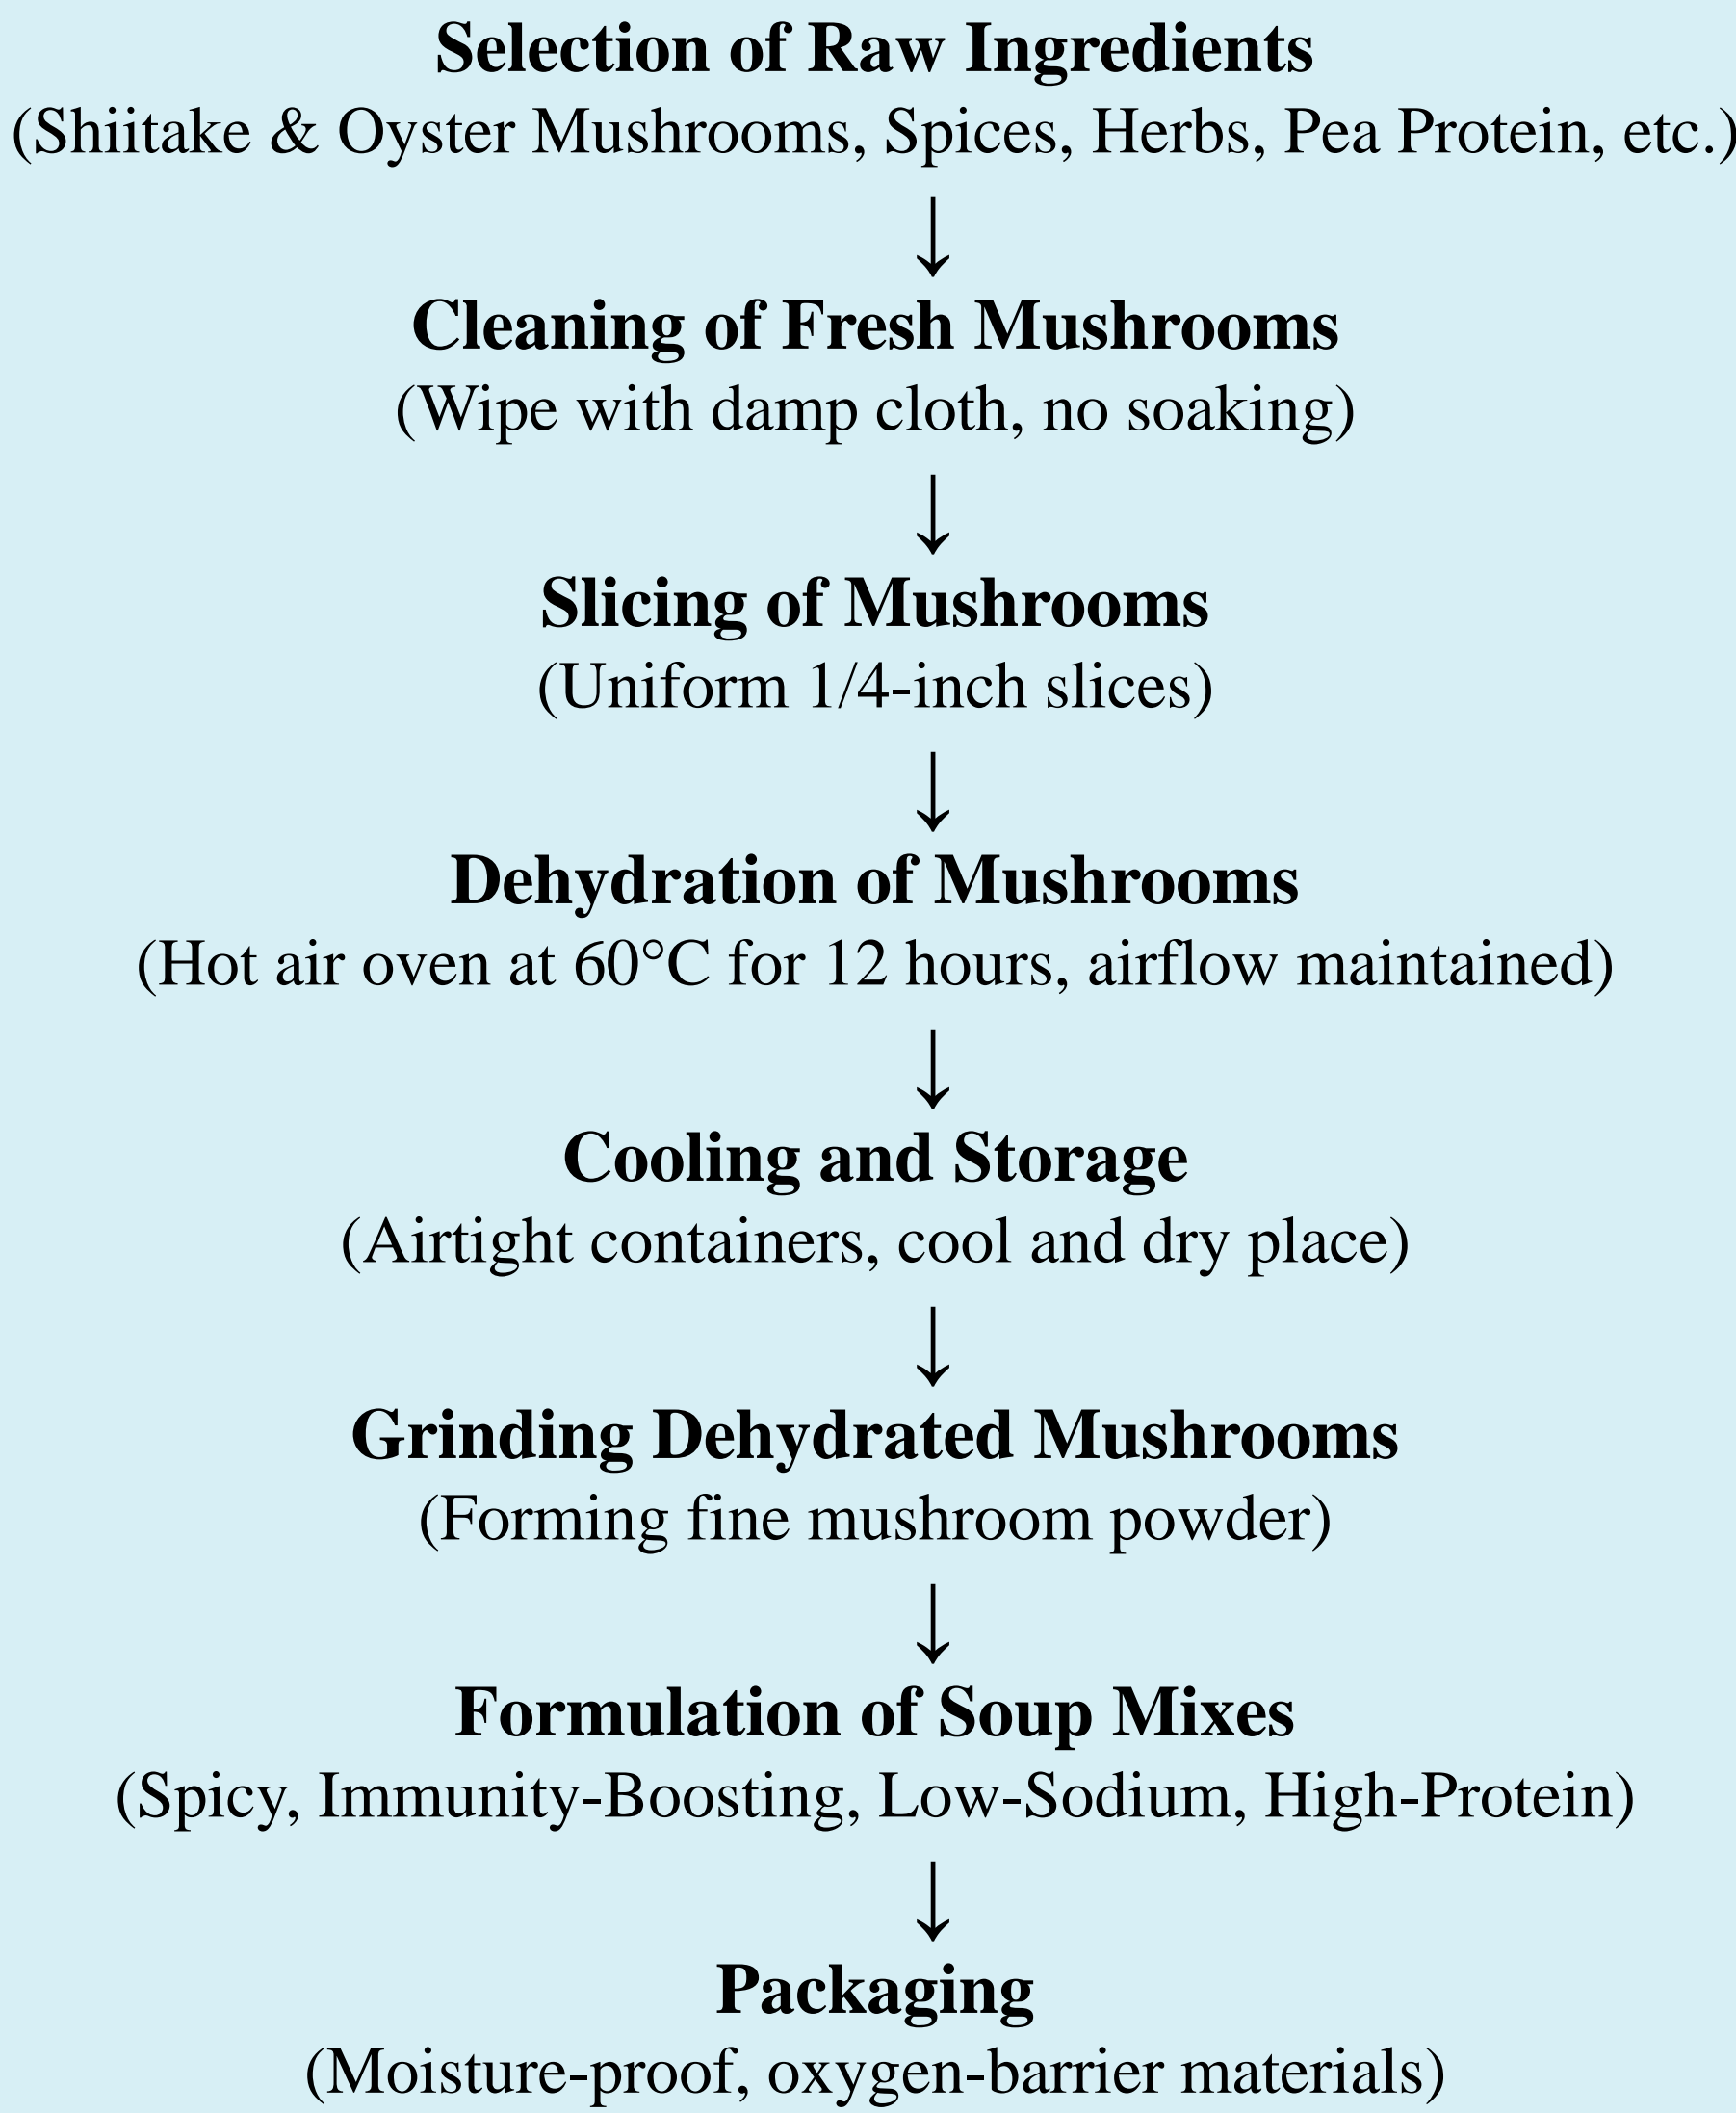 Selection of Raw Ingredients
(Shiitake & Oyster Mushrooms, Spices, Herbs, Pea Protein, etc.)
↓
Cleaning of Fresh Mushrooms
(Wipe with damp cloth, no soaking)
↓
Slicing of Mushrooms
(Uniform 1/4-inch slices)
↓
Dehydration of Mushrooms
(Hot air oven at 60°C for 12 hours, airflow maintained)
↓
Cooling and Storage
(Airtight containers, cool and dry place)
↓
Grinding Dehydrated Mushrooms
(Forming fine mushroom powder)
↓
Formulation of Soup Mixes
(Spicy, Immunity-Boosting, Low-Sodium, High-Protein)
↓
Packaging
(Moisture-proof, oxygen-barrier materials)